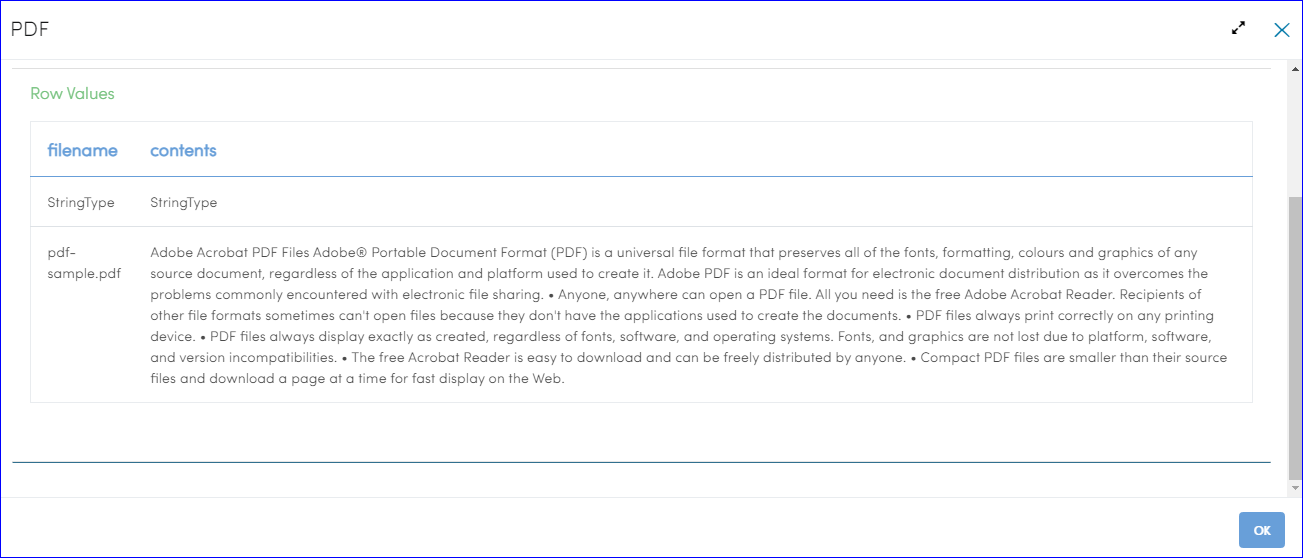 PDF
Row Values
filename contents
StringType StringType
pdf-
sample.pdf
Adobe Acrobat PDF Files Adobe® Portable Document Format (PDF) is a universal file format that preserves all of the fonts, formatting, colours and graphics of any
source document, regardless of the application and platform used to create it. Adobe PDF is an ideal format for electronic document distribution as it overcomes the
problems commonly encountered with electronic file sharing. • Anyone, anywhere can open a PDF file. All you need is the free Adobe Acrobat Reader. Recipients of
other file formats sometimes can't open files because they don't have the applications used to create the documents. • PDF files always print correctly on any printing
device. • PDF files always display exactly as created, regardless of fonts, software, and operating systems. Fonts, and graphics are not lost due to platform, software,
and version incompatibilities. • The free Acrobat Reader is easy to download and can be freely distributed by anyone. • Compact PDF files are smaller than their source
files and download a page at a time for fast display on the Web.
OK